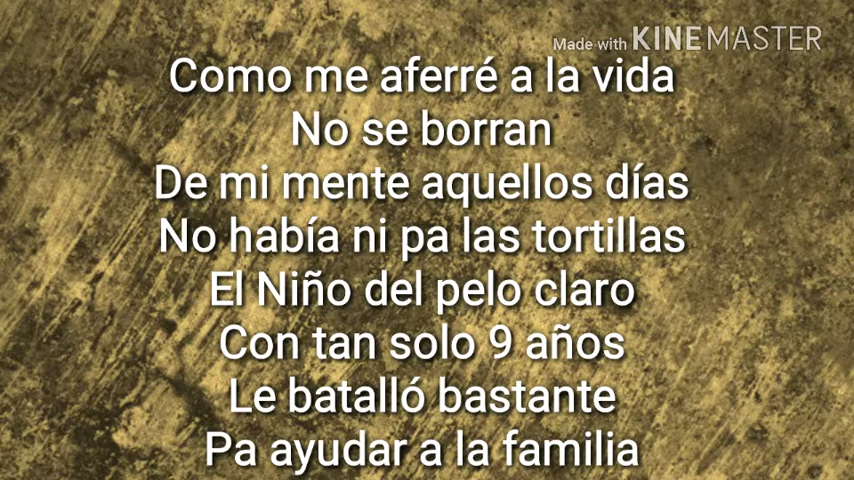 Made with KINEMASTER
Como me aferré a la vida
No se borran
De mi mente aquellos días
No había ni pa las tortillas
El Niño del pelo claro
Con tan solo 9 años
Le batalló bastante
Pa ayudar a la familia